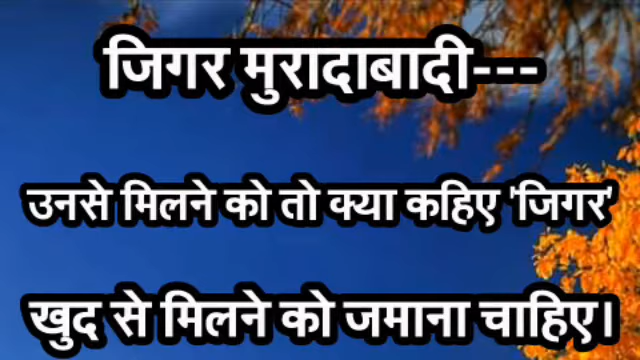 जिगर मुरादाबादी---
उनसे मिलने को तो क्या कहिए 'जिगर'
खुद से मिलने को जमाना चाहिए।